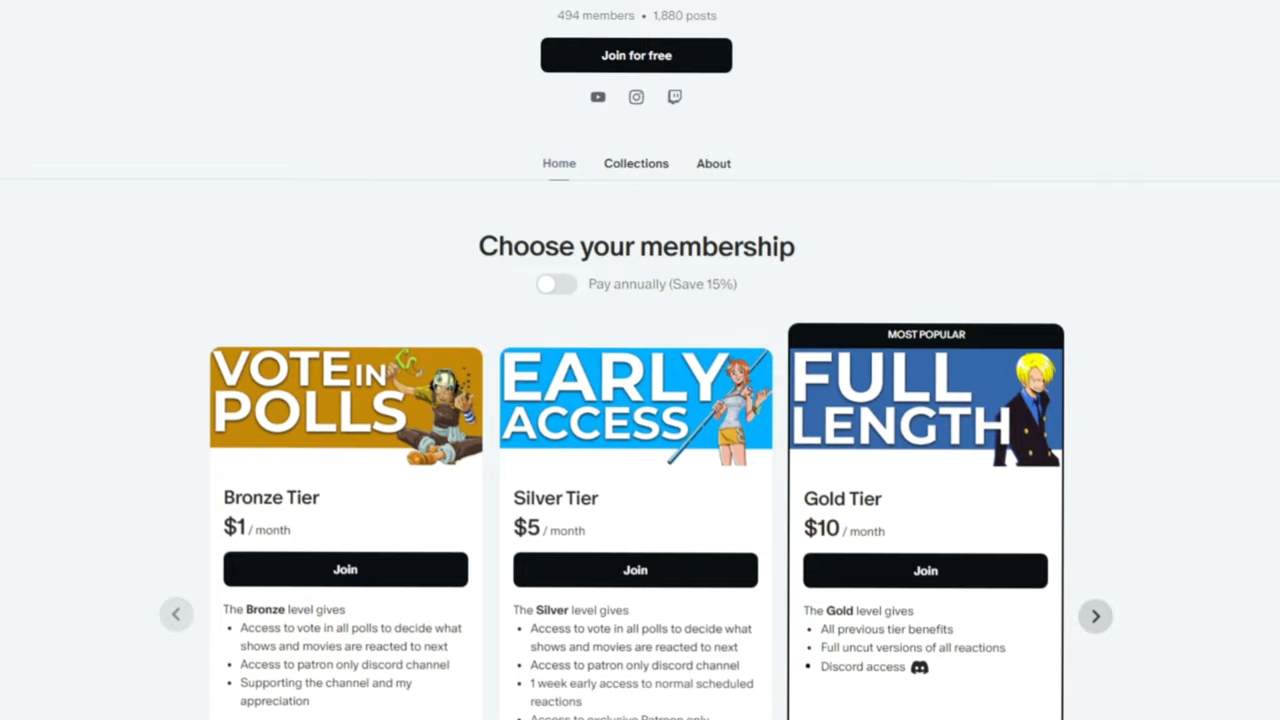 494 members • 1,880 posts
Join for free
Home Collections About
Choose your membership
Pay annually (Save 15%)
MOST POPULAR
VOTE IN
POLLS
Bronze Tier
$1 / month
Join
The Bronze level gives
• Access to vote in all polls to decide what
shows and movies are reacted to next
• Access to patron only discord channel
• Supporting the channel and my
appreciation
EARLY
ACCESS
Silver Tier
$5 / month
Join
The Silver level gives
• Access to vote in all polls to decide what
shows and movies are reacted to next
• Access to patron only discord channel
• 1 week early access to normal scheduled
reactions
Access to exclusive Patreon only
FULL
LENGTH
Gold Tier
$10 / month
Join
The Gold level gives
• All previous tier benefits
• Full uncut versions of all reactions
• Discord access